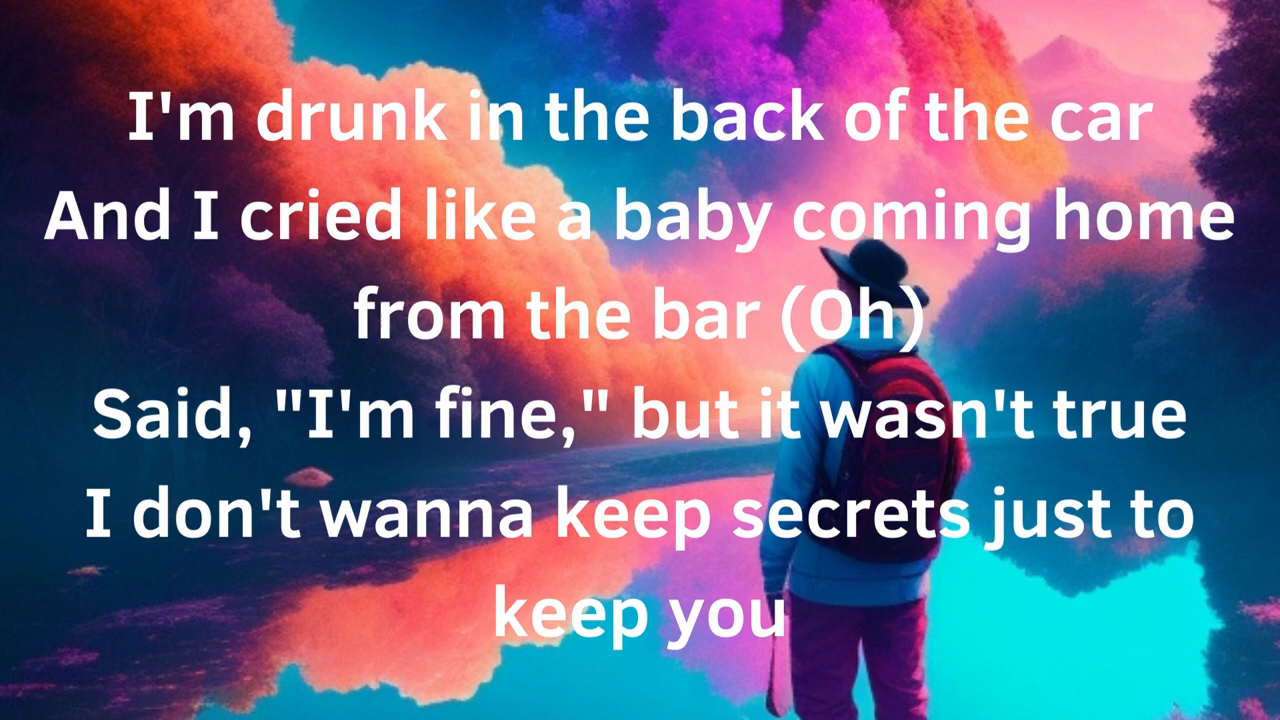 I'm drunk in the back of the car
And I cried like a baby coming home
from the bar (Oh)
Said, "I'm fine," but it wasn't true
I don't wanna keep secrets just to
keep you